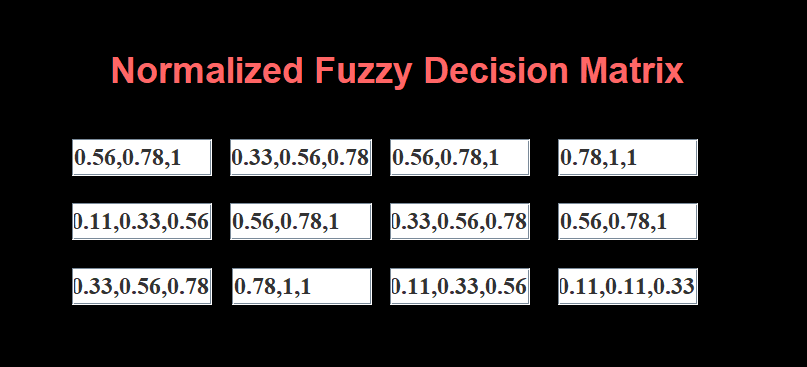 Normalized Fuzzy Decision Matrix
0.56,0.78,1 0.33,0.56,0.78 0.56,0.78,1 0.78,1,1
0.11,0.33,0.56 0.56,0.78,1 0.33,0.56,0.78 0.56,0.78,1
0.33,0.56,0.78 0.78,1,1 0.11,0.33,0.56 0.11,0.11,0.33